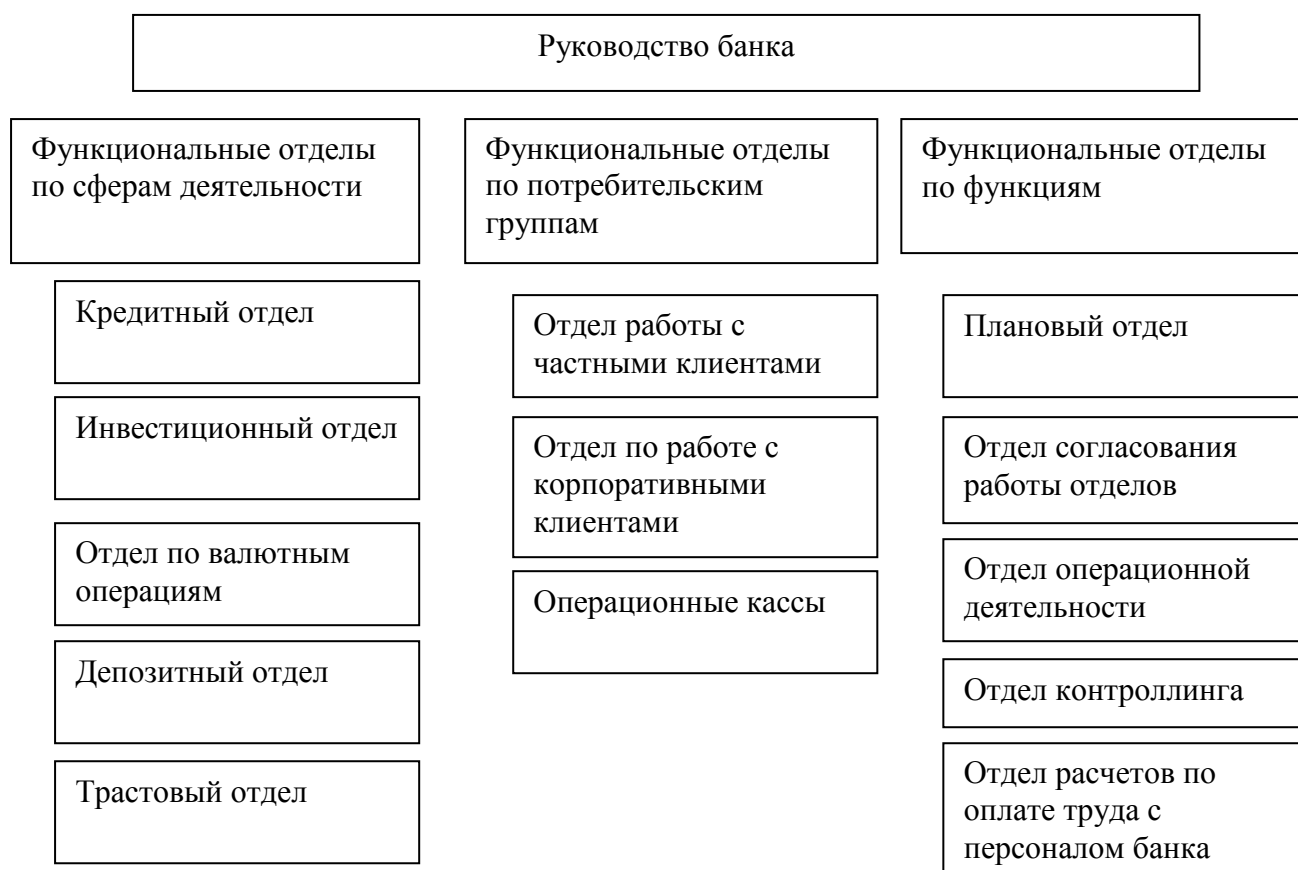 Руководство банка
Функциональные отделы
по сферам деятельности
Функциональные отделы
по потребительским
группам
Функциональные отделы
по функциям
Кредитный отдел
Инвестиционный отдел
Отдел по валютным
операциям
Депозитный отдел
Трастовый отдел
Отдел работы с
частными клиентами
Отдел по работе с
корпоративными
клиентами
Операционные кассы
Плановый отдел
Отдел согласования
работы отделов
Отдел операционной
деятельности
Отдел контроллинга
Отдел расчетов по
оплате труда с
персоналом банка